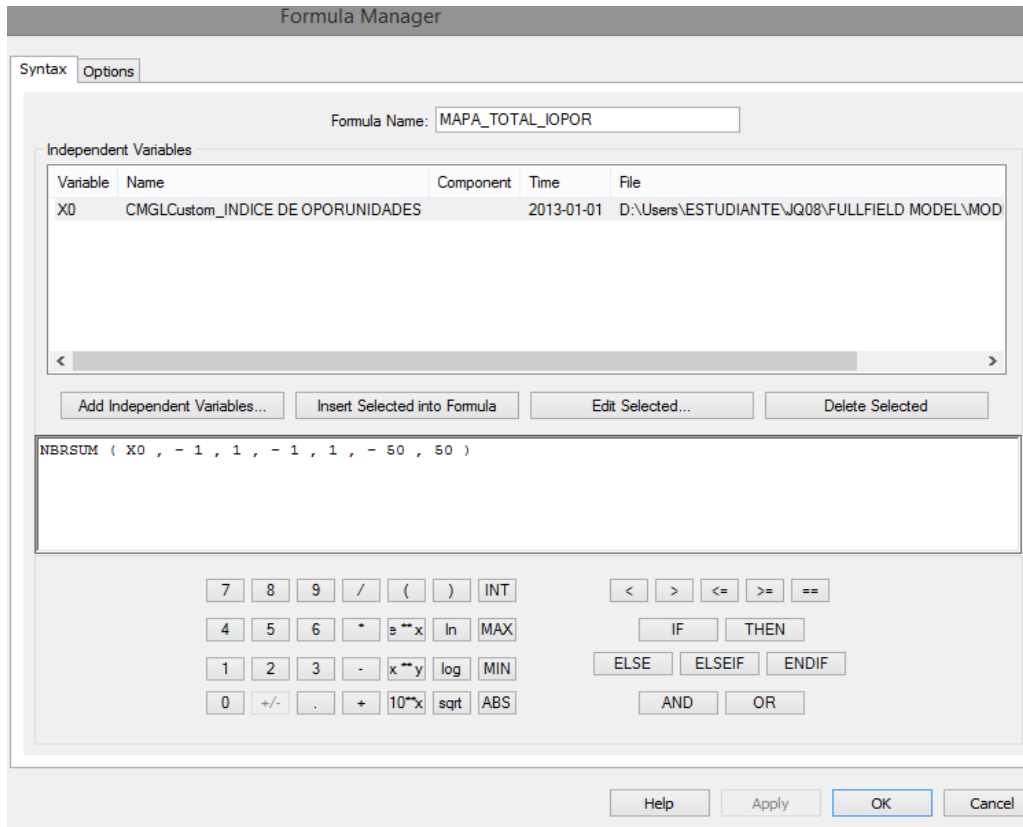 Formula Manager
Syntax Options
Formula Name: MAPA_TOTAL_IOPOR
Independent Variables
Variable Name Component Time File
X0 CMGLCustom_INDICE DE OPORUNIDADES 2013-01-01 D:\Users\ESTUDIANTE\JQ08\FULLFIELD MODEL\MOD
< >
Add Independent Variables... Insert Selected into Formula Edit Selected... Delete Selected
NBRSUM ( X0 , - 1 , 1 , - 1 , 1 , - 50 , 50 )
7 8 9 / ( ) INT < > <= >= ==
4 5 6 * e**x ln MAX IF THEN
1 2 3 - x**y log MIN ELSE ELSEIF ENDIF
0 +/- . + 10**x sqrt ABS AND OR
Help Apply OK Cancel